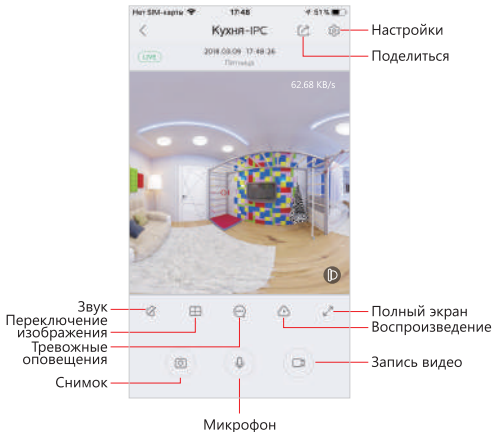 Нет SIM-карты 17:48 51%
Кухня-IPC
Настройки
Поделиться
LIVE 2018.03.09 17:48:26
Пятница
62.68 KB/s
Звук
Переключение
изображения
Тревожные
оповещения
Снимок
Микрофон
Полный экран
Воспроизведение
Запись видео